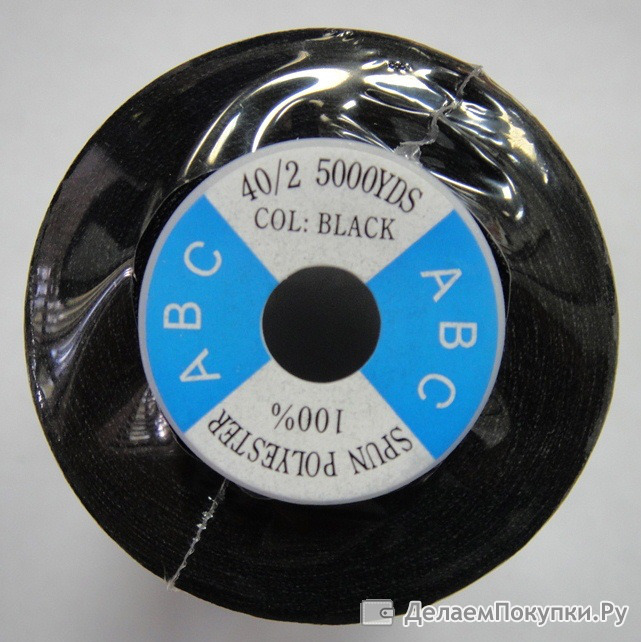 40/2 5000YDS
COL: BLACK
ABC
ABC
100%
SPUN POLYESTER
ДелаемПокупки.Ру